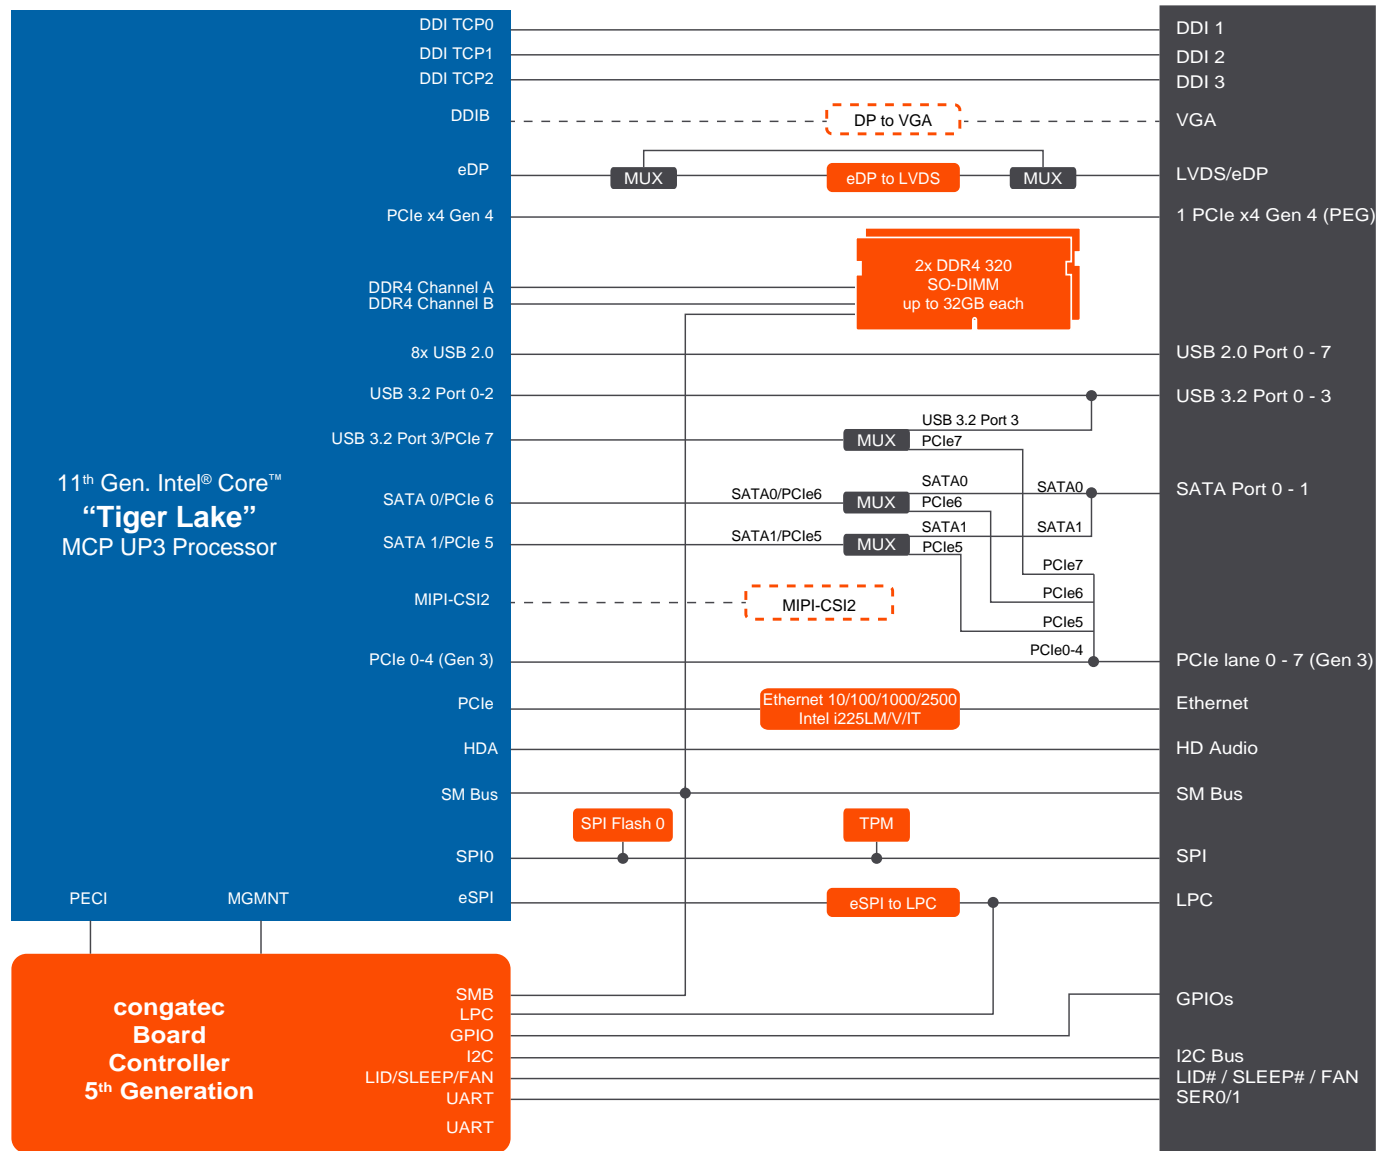 DDI TCP0
DDI 1
DDI TCP1
DDI 2
DDI TCP2
DDI 3
DDIB
DP to VGA
VGA
eDP
MUX
eDP to LVDS
MUX
LVDS/eDP
PCIe x4 Gen 4
1 PCIe x4 Gen 4 (PEG)
2x DDR4 320
SO-DIMM
up to 32GB each
DDR4 Channel A
DDR4 Channel B
8x USB 2.0
USB 2.0 Port 0 - 7
USB 3.2 Port 0-2
USB 3.2 Port 0 - 3
USB 3.2 Port 3/PCIe 7
MUX
USB 3.2 Port 3
PCIe7
11th Gen. Intel® Core™
“Tiger Lake”
MCP UP3 Processor
SATA 0/PCIe 6
SATA0/PCIe6
MUX
SATA0
PCIe6
SATA0
SATA Port 0 - 1
SATA 1/PCIe 5
SATA1/PCIe5
MUX
SATA1
PCIe5
SATA1
PCIe7
PCIe6
PCIe5
PCIe0-4
MIPI-CSI2
MIPI-CSI2
PCIe 0-4 (Gen 3)
PCIe lane 0 - 7 (Gen 3)
PCIe
Ethernet 10/100/1000/2500
Intel i225LM/V/IT
Ethernet
HDA
HD Audio
SM Bus
SM Bus
SPI Flash 0
TPM
SPI0
SPI
PECI
MGMNT
eSPI
eSPI to LPC
LPC
congatec
Board
Controller
5th Generation
SMB
LPC
GPIO
I2C
LID/SLEEP/FAN
UART
UART
GPIOs
I2C Bus
LID# / SLEEP# / FAN
SER0/1